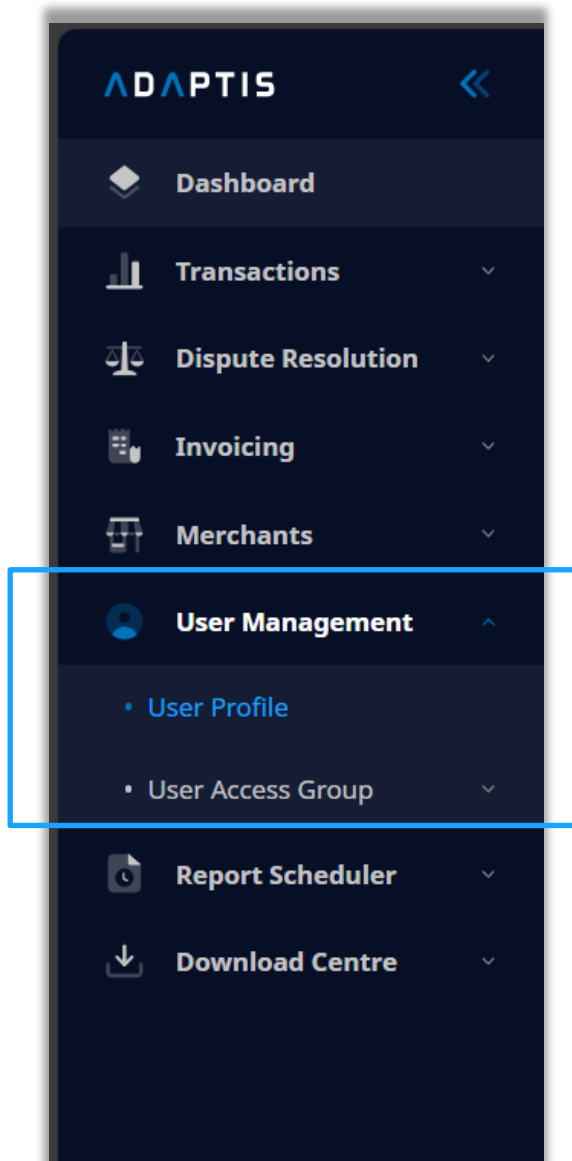 ADAPTIS
Dashboard
Transactions
Dispute Resolution
Invoicing
Merchants
User Management
• User Profile
• User Access Group
Report Scheduler
Download Centre